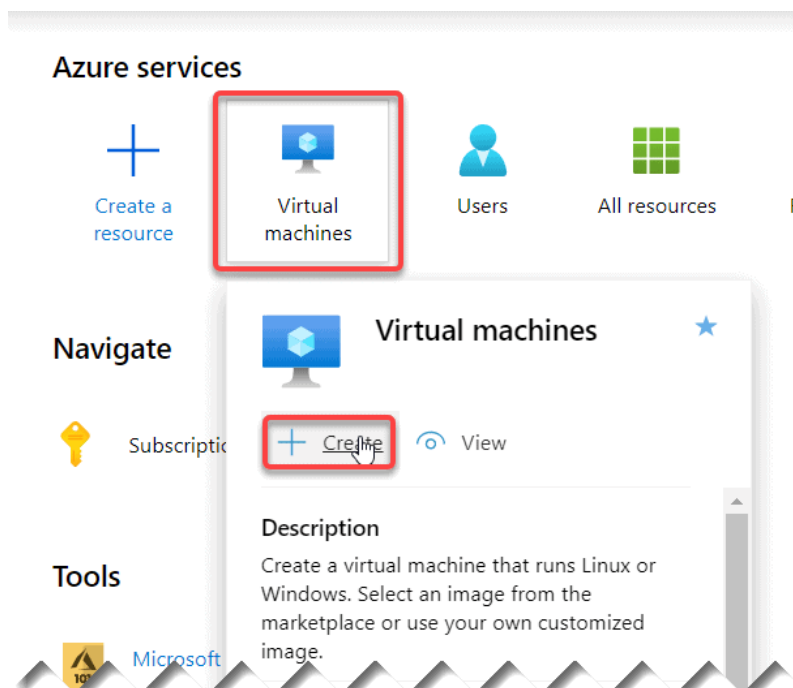 Azure services
Create a
resource
Virtual
machines
Users
All resources
Virtual machines
Navigate
Create
View
Description
Create a virtual machine that runs Linux or
Windows. Select an image from the
marketplace or use your own customized
image.
Tools
Microsoft